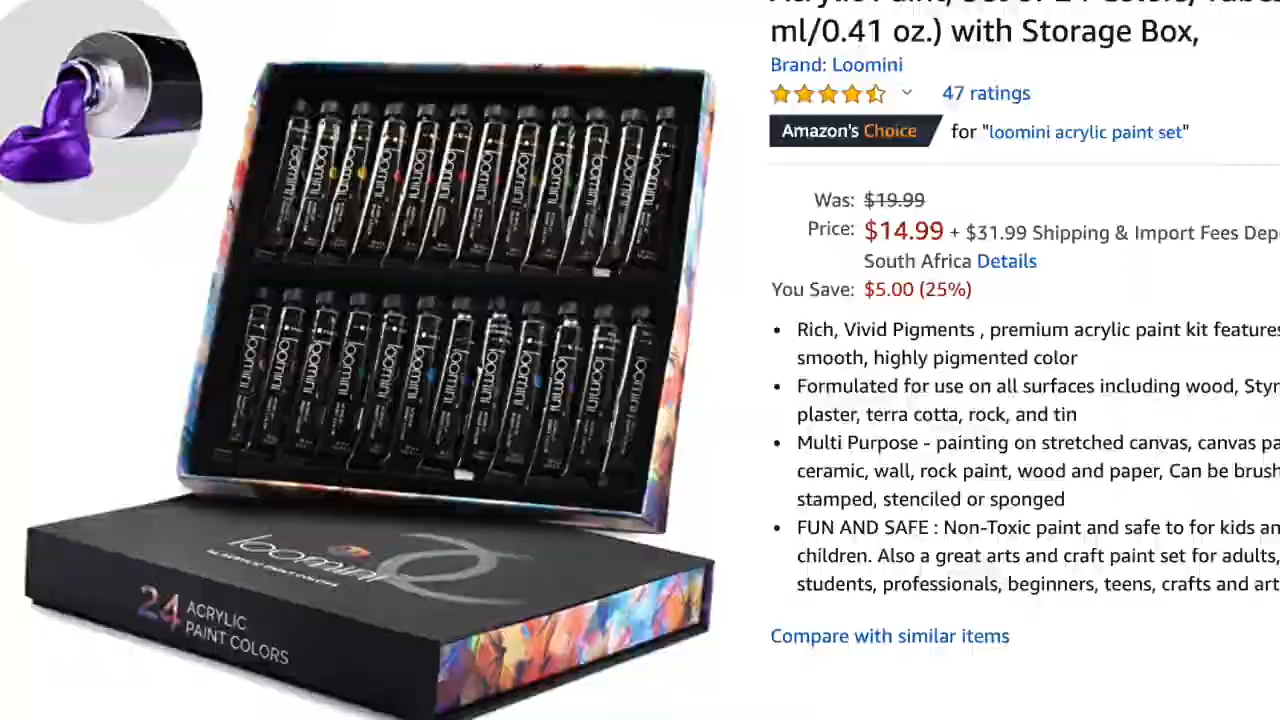 ml/0.41 oz.) with Storage Box,
Brand: Loomini
47 ratings
Amazon's Choice for "loomini acrylic paint set"
Was: $19.99
Price: $14.99 + $31.99 Shipping & Import Fees
South Africa Details
You Save: $5.00 (25%)
Rich, Vivid Pigments , premium acrylic paint kit features
smooth, highly pigmented color
Formulated for use on all surfaces including wood,
plaster, terra cotta, rock, and tin
Multi Purpose - painting on stretched canvas, canvas
ceramic, wall, rock paint, wood and paper, Can be
stamped, stenciled or sponged
FUN AND SAFE : Non-Toxic paint and safe to for kids
children. Also a great arts and craft paint set for adults,
students, professionals, beginners, teens, crafts and
Compare with similar items
loomini
24 ACRYLIC
PAINT COLORS